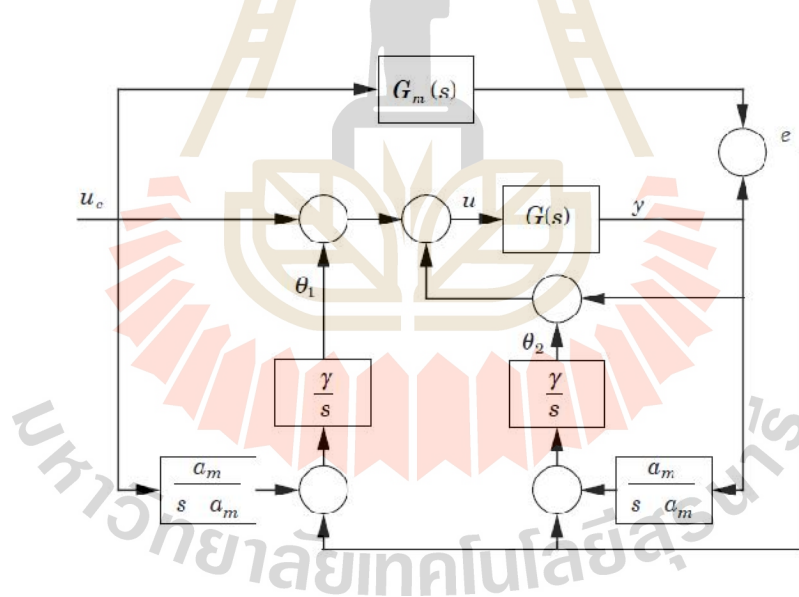 G_m(s)
e
u_c
u
G(s)
y
θ_1
θ_2
γ/s
γ/s
a_m/(s a_m)
a_m/(s a_m)
มหาวิทยาลัยเทคโนโลยีสุรนาร